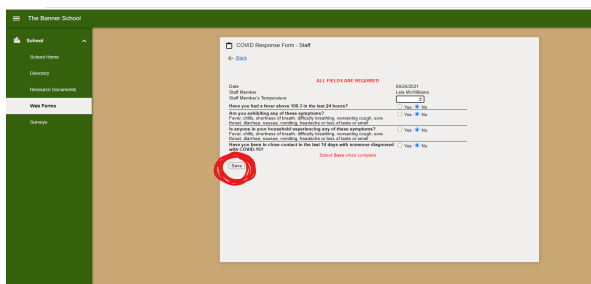 The Banner School
School
School Home
Directory
Resource Documents
Web Forms
Surveys
COVID Response Form - Staff
← Back
ALL FIELDS ARE REQUIRED
Date 03/29/2021
Staff Member Lala McWilliams
Staff Member's Temperature
Have you had a fever above 100.3 in the last 24 hours? Yes No
Are you exhibiting any of these symptoms? Yes No
Fever, chills, shortness of breath, difficulty breathing, worsening cough, sore
throat, diarrhea, nausea, vomiting, headache or loss of taste or smell
Is anyone in your household experiencing any of these symptoms? Yes No
Fever, chills, shortness of breath, difficulty breathing, worsening cough, sore
throat, diarrhea, nausea, vomiting, headache or loss of taste or smell
Have you been in close contact in the last 14 days with someone diagnosed Yes No
with COVID-19?
Select Save when complete
Save